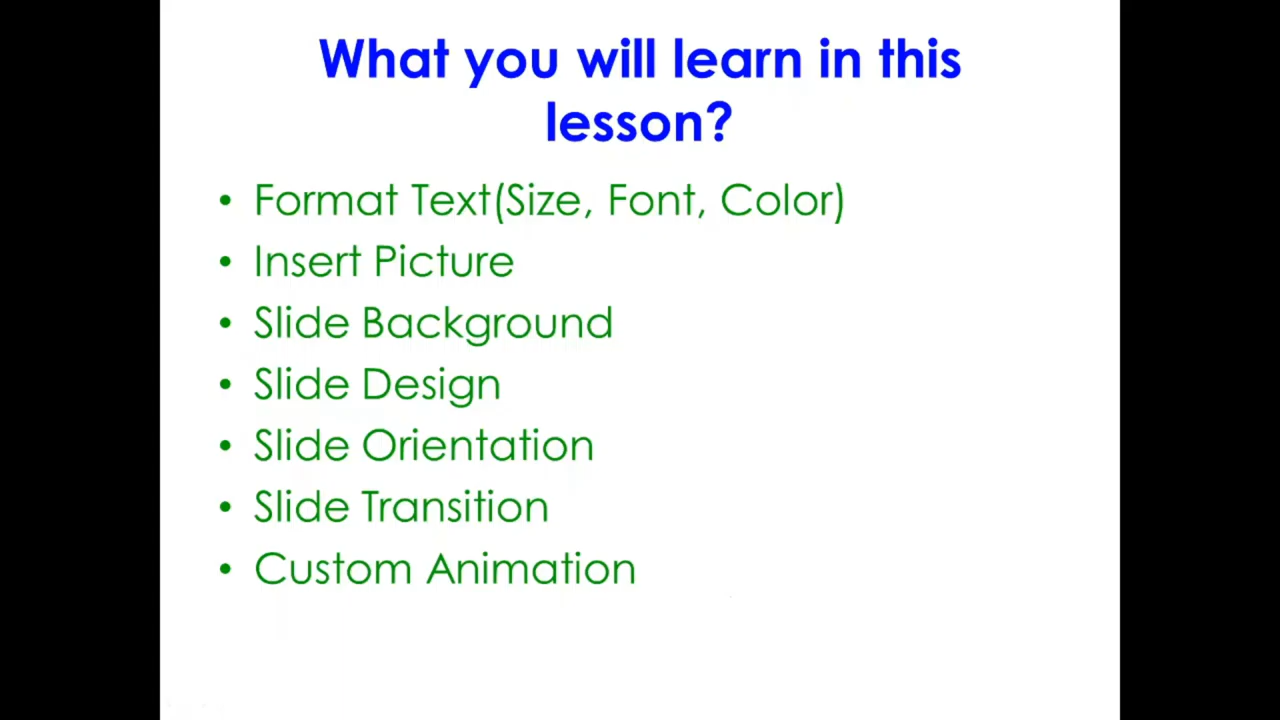 What you will learn in this
lesson?
• Format Text(Size, Font, Color)
• Insert Picture
• Slide Background
• Slide Design
• Slide Orientation
• Slide Transition
• Custom Animation